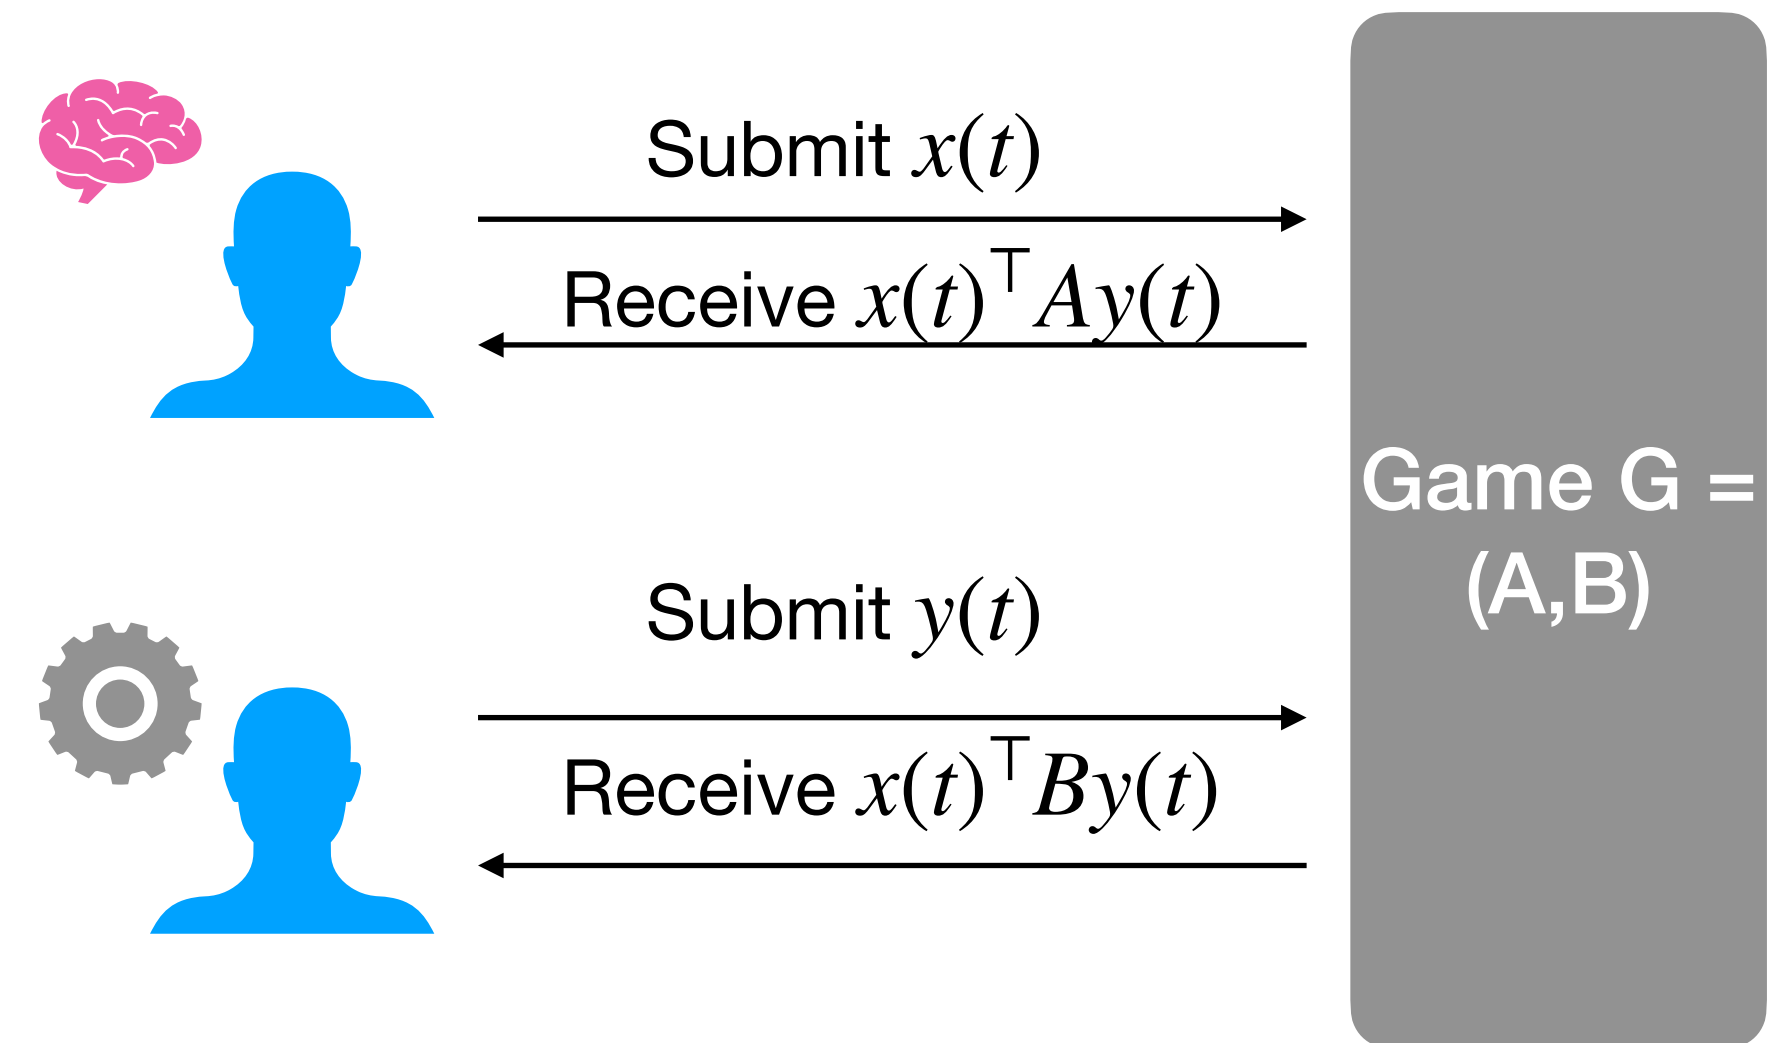 Submit x(t)
Receive x(t)⊤Ay(t)
Game G =
(A,B)
Submit y(t)
Receive x(t)⊤By(t)